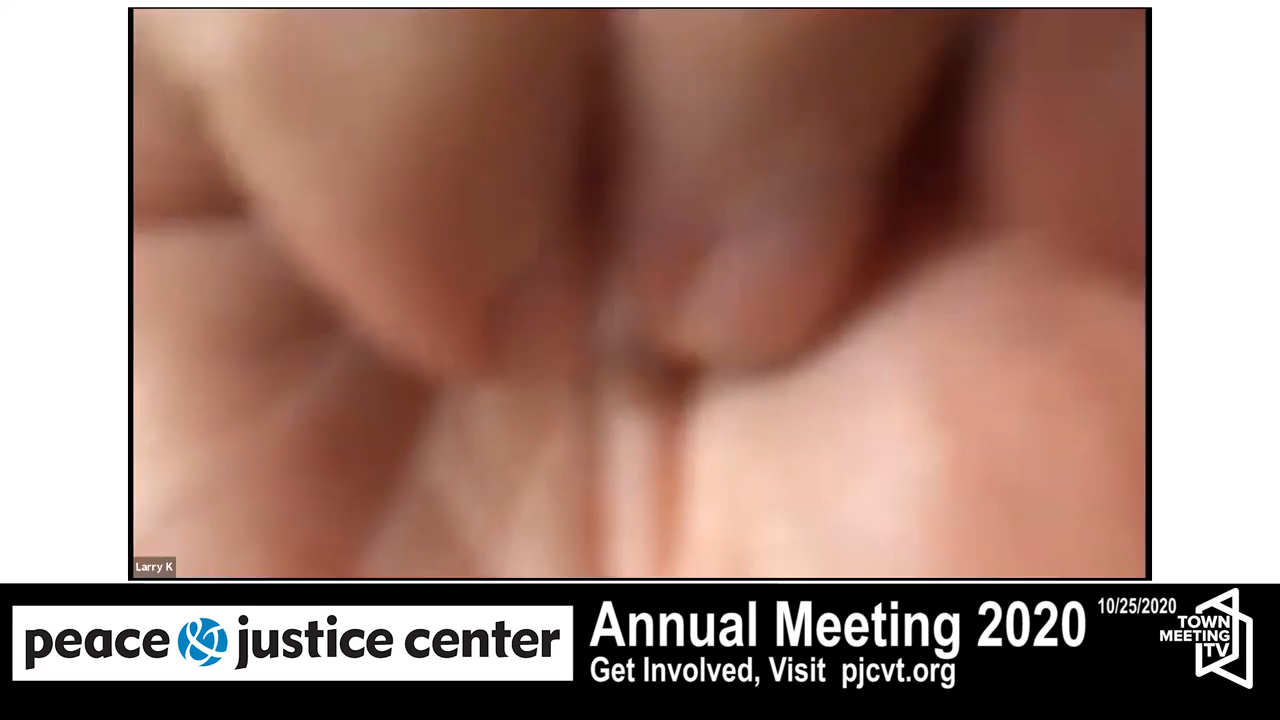 Larry K
peace & justice center
Annual Meeting 2020
Get Involved, Visit pjcvt.org
10/25/2020
TOWN
MEETING
TV